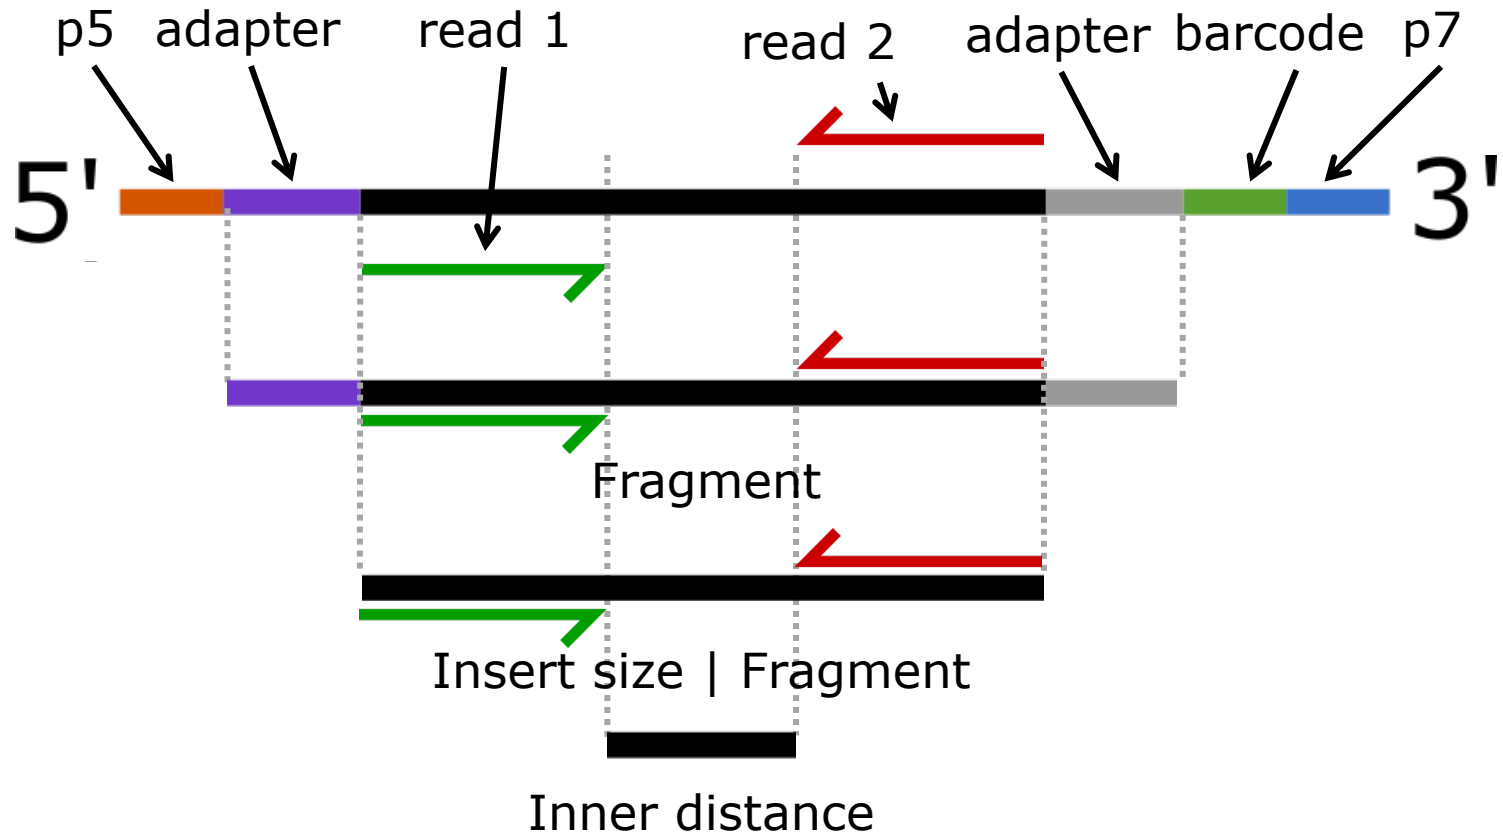 p5 adapter read 1 read 2 adapter barcode p7
5' 3'
Fragment
Insert size | Fragment
Inner distance